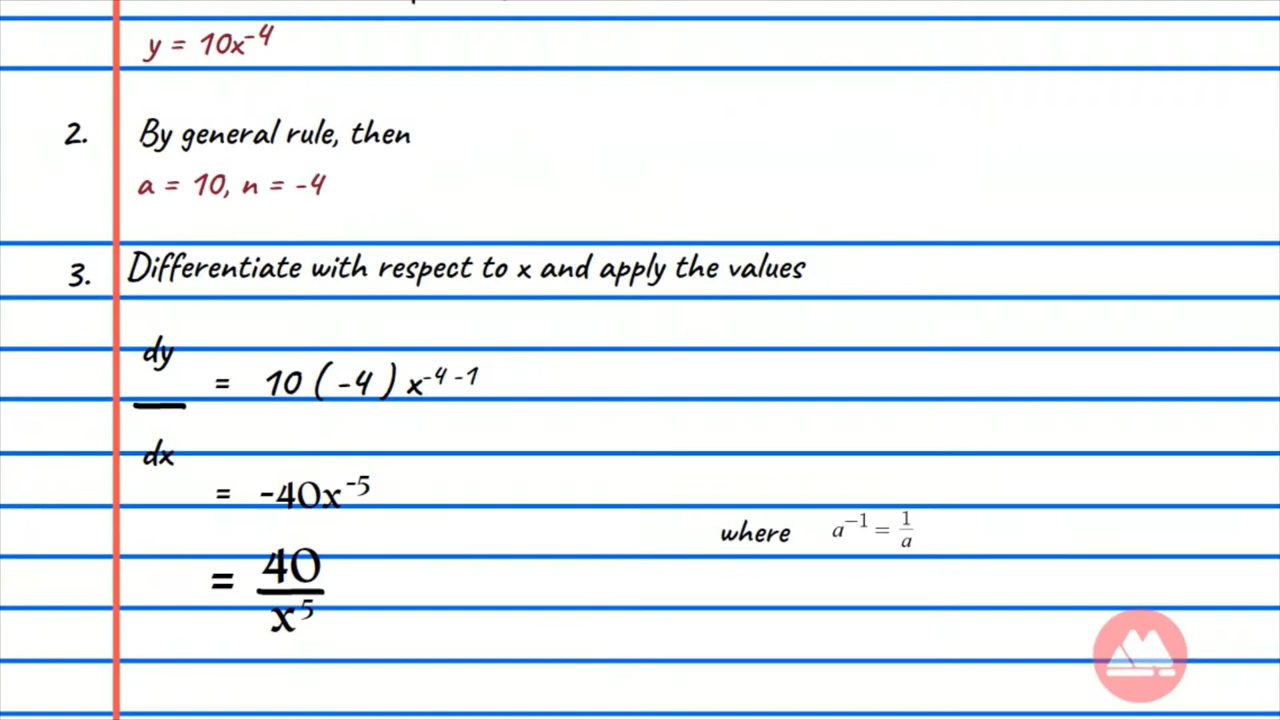 y = 10x⁻⁴
2. By general rule, then
a = 10, n = -4
3. Differentiate with respect to x and apply the values
dy
= 10 ( -4 ) x⁻⁴ ⁻¹
dx
= -40x⁻⁵
where a⁻¹ = 1/a
= 40/x⁵